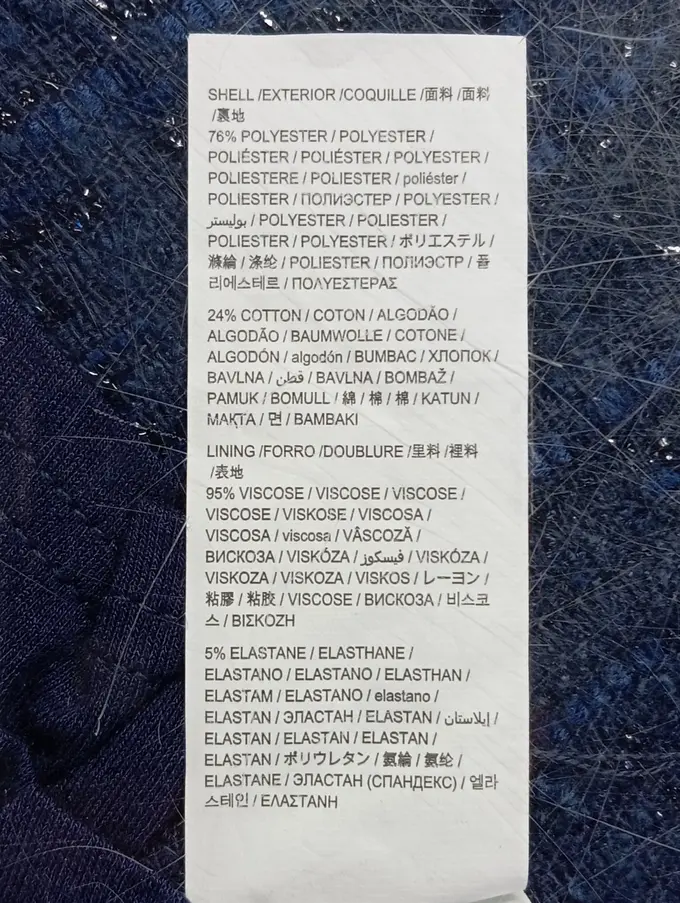 SHELL /EXTERIOR /COQUILLE /面料 /面料
/裏地
76% POLYESTER / POLYESTER /
POLIÉSTER / POLIÉSTER / POLYESTER /
POLIESTERE / POLIESTER / poliéster /
POLIESTER / ПОЛИЭСТЕР / POLYESTER /
بوليستر / POLYESTER / POLIESTER /
POLIESTER / POLYESTER / ポリエステル /
滌綸 / 涤纶 / POLIESTER / ПОЛИЭСТР / 폴
리에스테르 / ΠΟΛΥΕΣΤΕΡΑΣ
24% COTTON / COTON / ALGODÃO /
ALGODÃO / BAUMWOLLE / COTONE /
ALGODÓN / algodón / BUMBAC / ХЛОПОК /
BAVLNA / قطن / BAVLNA / BOMBAŽ /
PAMUK / BOMULL / 綿 / 棉 / 棉 / KATUN /
МАҚТА / 면 / ΒΑΜΒΑΚΙ
LINING /FORRO /DOUBLURE /里料 /裡料
/表地
95% VISCOSE / VISCOSE / VISCOSE /
VISCOSE / VISKOSE / VISCOSA /
VISCOSA / viscosa / VÂSCOZĂ /
ВИСКОЗА / VISKÓZA / فيسكوز / VISKÓZA /
VISKOZA / VISKOZA / VISKOS / レーヨン /
粘膠 / 粘胶 / VISCOSE / ВИСКОЗА / 비스코
스 / ΒΙΣΚΟΖΗ
5% ELASTANE / ELASTHANE /
ELASTANO / ELASTANO / ELASTHAN /
ELASTAM / ELASTANO / elastano /
ELASTAN / ЭЛАСТАН / ELASTAN / إيلاستان /
ELASTAN / ELASTAN / ELASTAN /
ELASTAN / ポリウレタン / 氨綸 / 氨纶 /
ELASTANE / ЭЛАСТАН (СПАНДЕКС) / 엘라
스테인 / ΕΛΑΣΤΑΝΗ